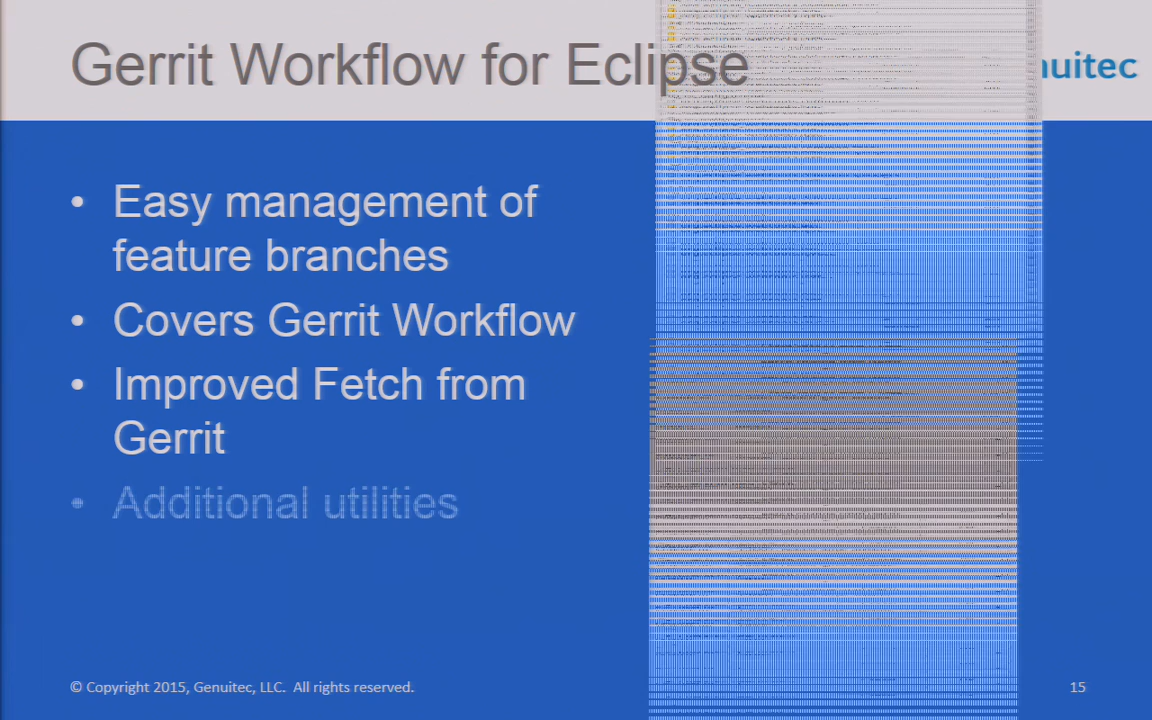 Gerrit Workflow for Eclipse
nuitec
• Easy management of
feature branches
• Covers Gerrit Workflow
• Improved Fetch from
Gerrit
• Additional utilities
© Copyright 2015, Genuitec, LLC. All rights reserved.
15